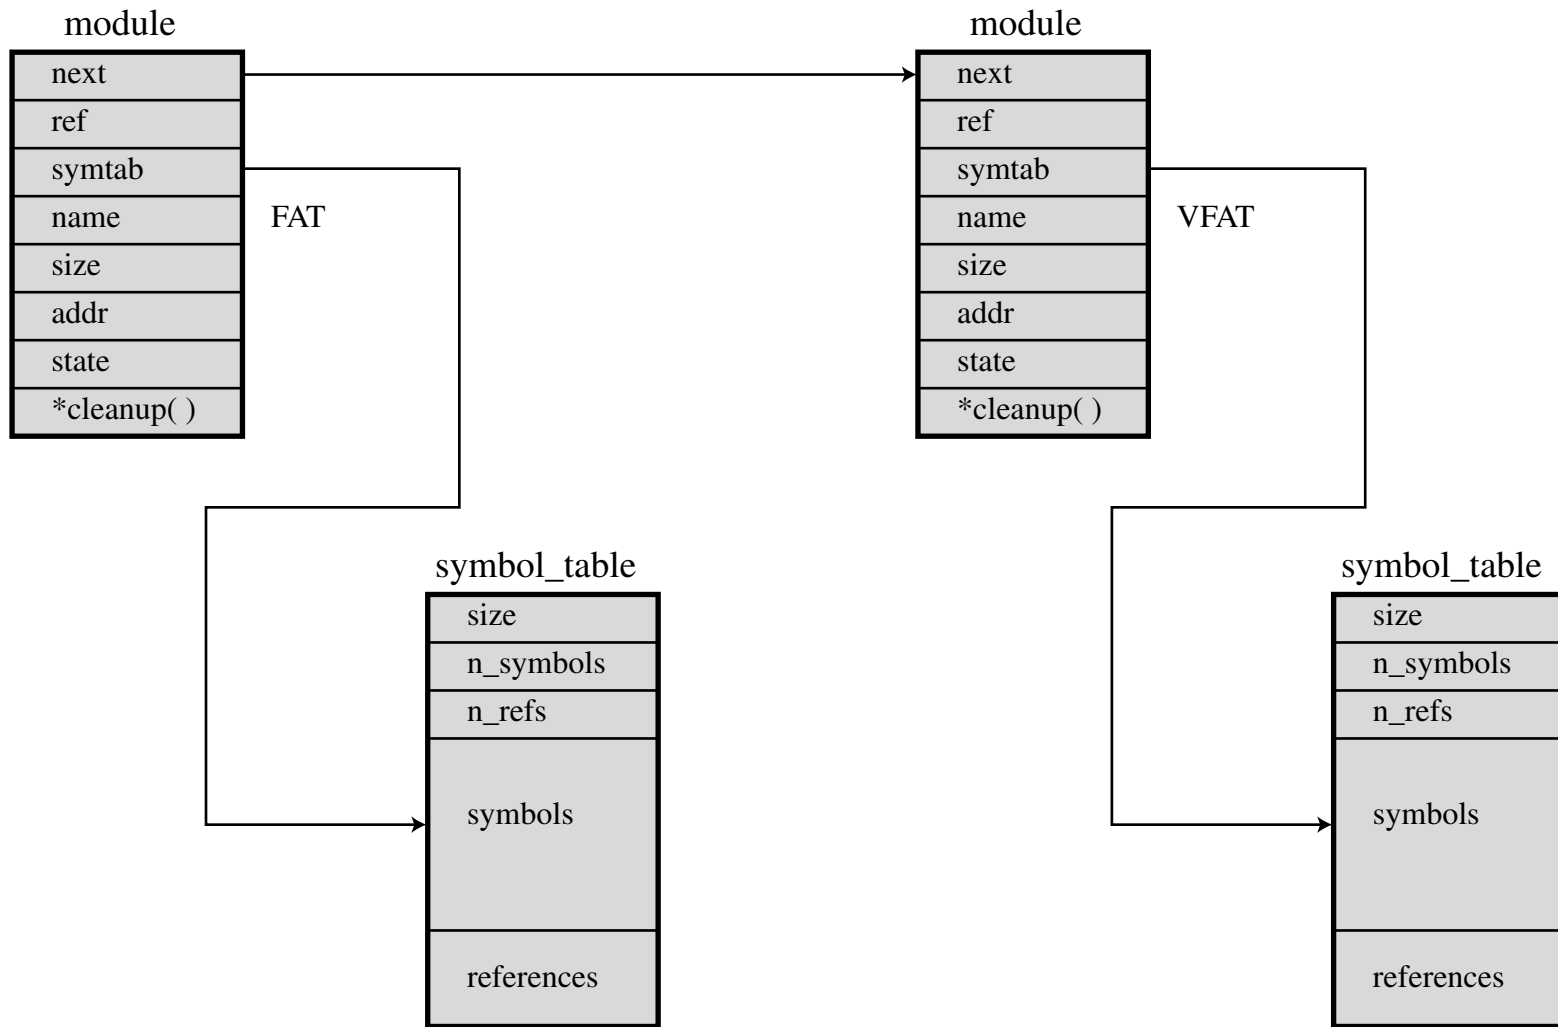 module
next
ref
symtab
name
FAT
size
addr
state
*cleanup( )
module
next
ref
symtab
name
VFAT
size
addr
state
*cleanup( )
symbol_table
size
n_symbols
n_refs
symbols
references
symbol_table
size
n_symbols
n_refs
symbols
references